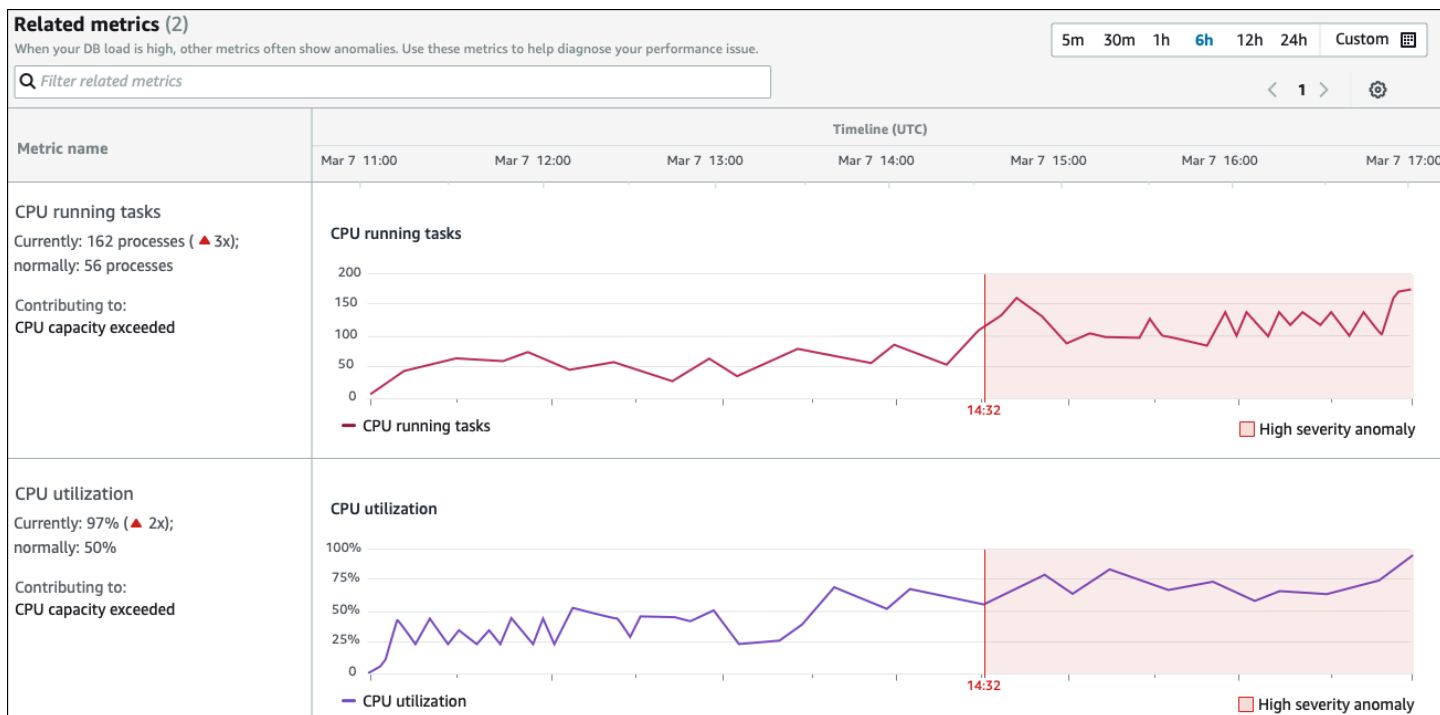 Related metrics (2)
When your DB load is high, other metrics often show anomalies. Use these metrics to help diagnose your performance issue.
5m 30m 1h 6h 12h 24h Custom
Filter related metrics
1
Metric name
Timeline (UTC)
Mar 7 11:00 Mar 7 12:00 Mar 7 13:00 Mar 7 14:00 Mar 7 15:00 Mar 7 16:00 Mar 7 17:00
CPU running tasks
Currently: 162 processes ( ▲ 3x);
normally: 56 processes
Contributing to:
CPU capacity exceeded
CPU running tasks
200
150
100
50
0
14:32
CPU running tasks
High severity anomaly
CPU utilization
Currently: 97% (▲ 2x);
normally: 50%
Contributing to:
CPU capacity exceeded
CPU utilization
100%
75%
50%
25%
0
14:32
CPU utilization
High severity anomaly